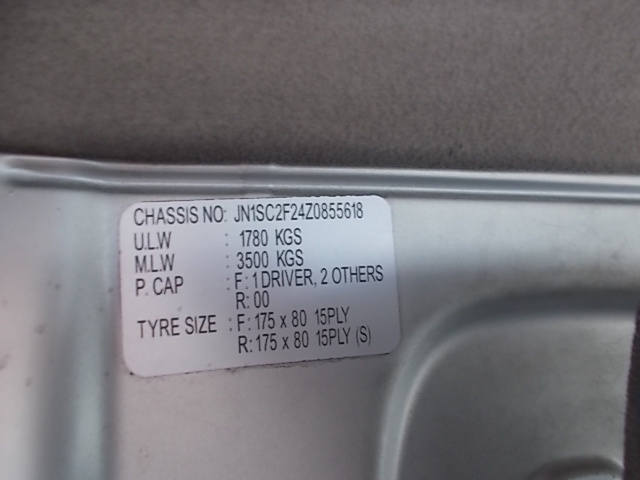 CHASSIS NO: JN1SC2F24Z0855618
U.L.W : 1780 KGS
M.L.W : 3500 KGS
P. CAP : F: 1 DRIVER, 2 OTHERS
R: 00
TYRE SIZE : F: 175 x 80 15PLY
R: 175 x 80 15PLY (S)